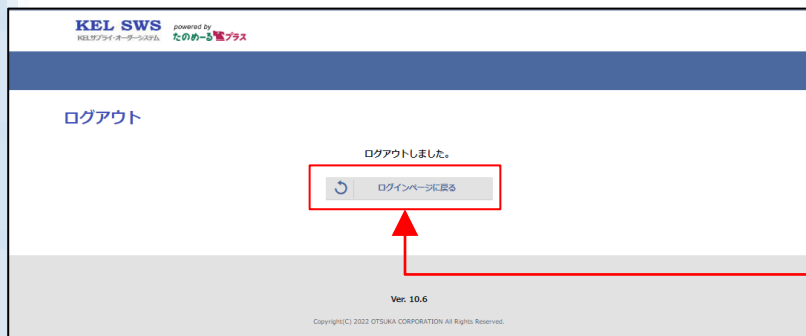 KEL SWS powered by
KELサプライ・オーダーシステム たのめーるプラス
ログアウト
ログアウトしました。
ログインページに戻る
Ver. 10.6
Copyright(C) 2022 OTSUKA CORPORATION All Rights Reserved.